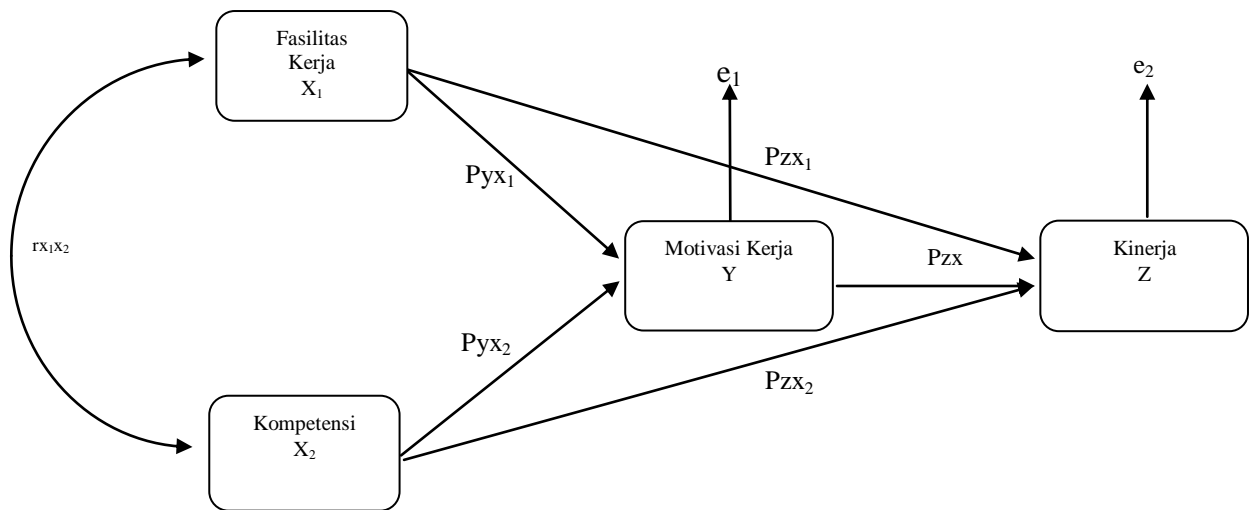 Fasilitas
Kerja
X₁
e₁
e₂
Pzx₁
Pyx₁
rx₁x₂
Motivasi Kerja
Y
Pzx
Kinerja
Z
Pyx₂
Pzx₂
Kompetensi
X₂